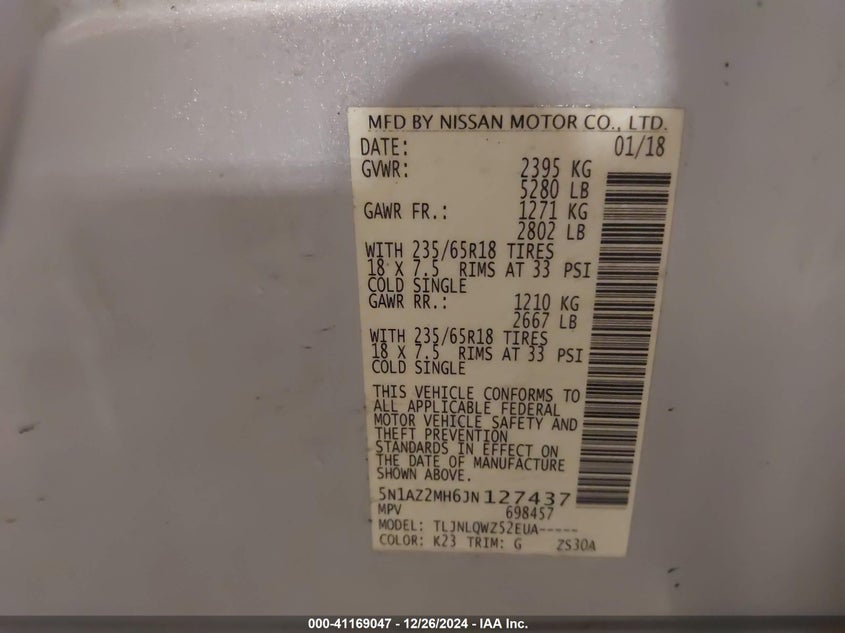 MFD BY NISSAN MOTOR CO., LTD.
DATE: 01/18
GVWR: 2395 KG
5280 LB
GAWR FR.: 1271 KG
2802 LB
WITH 235/65R18 TIRES
18 X 7.5 RIMS AT 33 PSI
COLD SINGLE
GAWR RR.: 1210 KG
2667 LB
WITH 235/65R18 TIRES
18 X 7.5 RIMS AT 33 PSI
COLD SINGLE
THIS VEHICLE CONFORMS TO
ALL APPLICABLE FEDERAL
MOTOR VEHICLE SAFETY AND
THEFT PREVENTION
STANDARDS IN EFFECT ON
THE DATE OF MANUFACTURE
SHOWN ABOVE.
5N1AZ2MH6JN127437
MPV 698457
MODEL: TLJNLQWZ52EUA-----
COLOR: K23 TRIM: G ZS30A
000-41169047 - 12/26/2024 - IAA Inc.